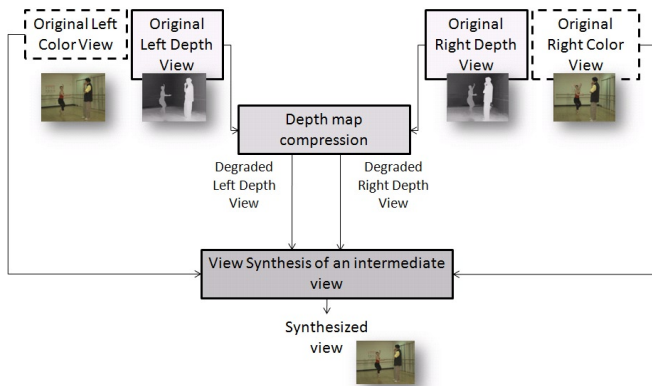 Original Left
Color View
Original
Left Depth
View
Original
Right Depth
View
Original
Right Color
View
Depth map
compression
Degraded
Left Depth
View
Degraded
Right Depth
View
View Synthesis of an intermediate
view
Synthesized
view